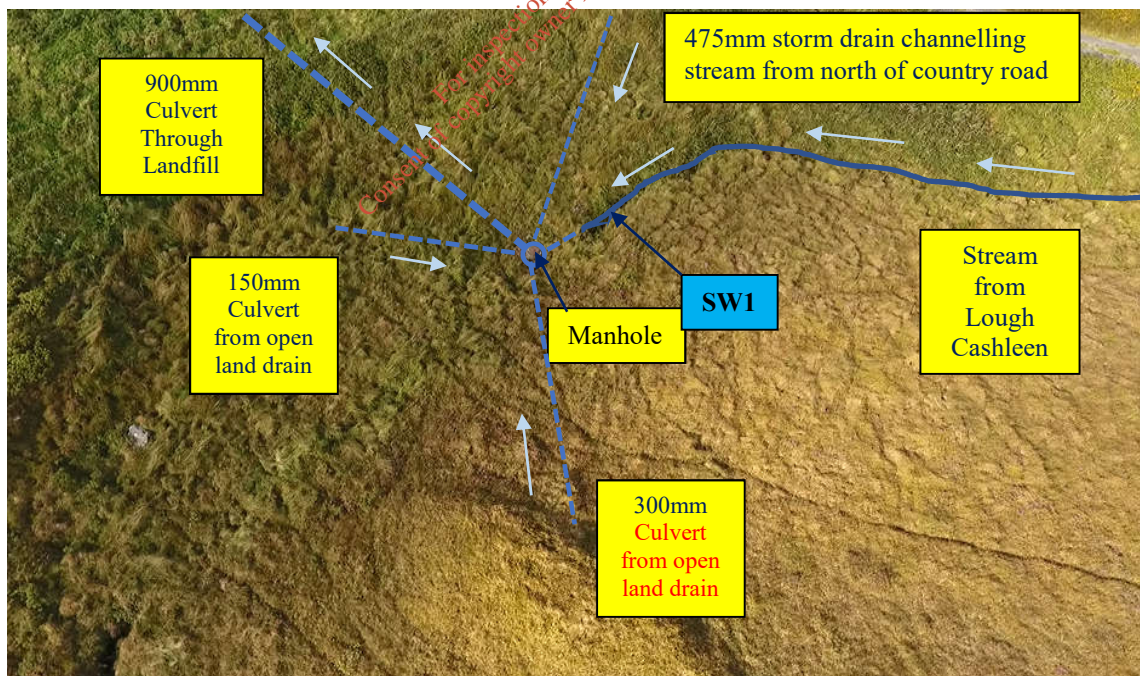 For inspection
Consent of copyright owner
475mm storm drain channelling
stream from north of country road
900mm
Culvert
Through
Landfill
150mm
Culvert
from open
land drain
SW1
Manhole
Stream
from
Lough
Cashleen
300mm
Culvert
from open
land drain